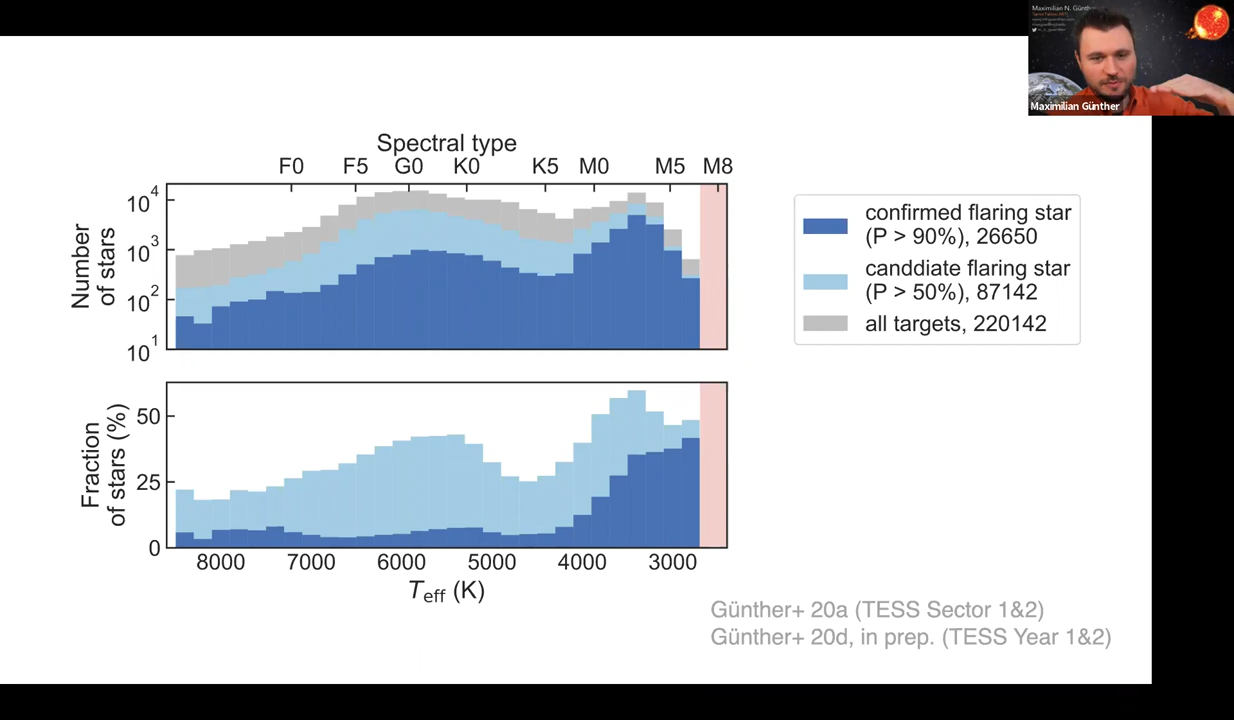 Maximilian N. Günther
Maximilian Günther
Spectral type
F0 F5 G0 K0 K5 M0 M5 M8
Number
of stars
10^4
10^3
10^2
10^1
confirmed flaring star
(P > 90%), 26650
canddiate flaring star
(P > 50%), 87142
all targets, 220142
Fraction
of stars (%)
50
25
0
8000 7000 6000 5000 4000 3000
T_eff (K)
Günther+ 20a (TESS Sector 1&2)
Günther+ 20d, in prep. (TESS Year 1&2)